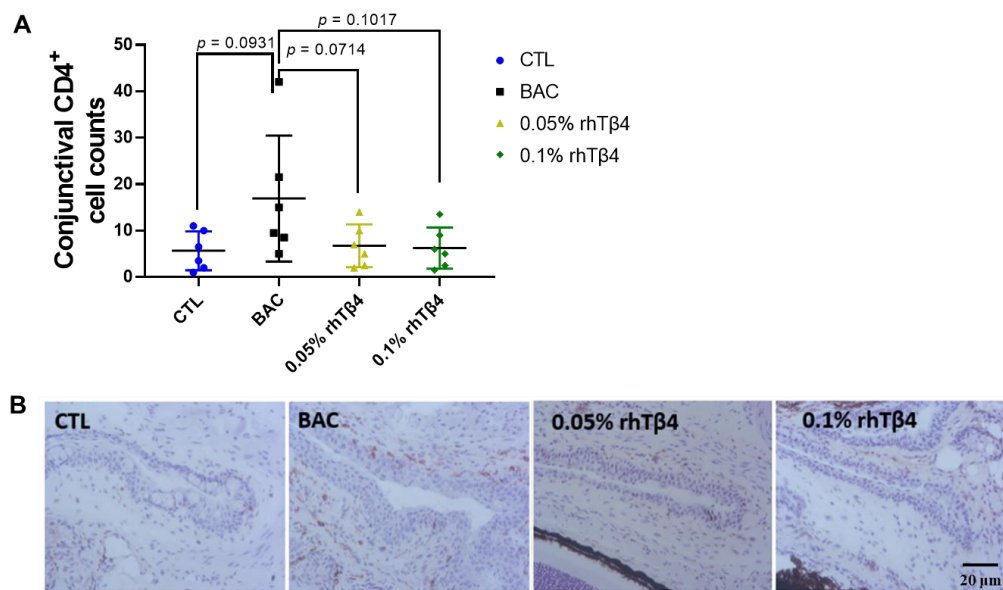 A
p = 0.1017
p = 0.0931
p = 0.0714
Conjunctival CD4⁺
cell counts
50
40
30
20
10
0
CTL
BAC
0.05% rhTβ4
0.1% rhTβ4
CTL
BAC
0.05% rhTβ4
0.1% rhTβ4
B
CTL
BAC
0.05% rhTβ4
0.1% rhTβ4
20 µm